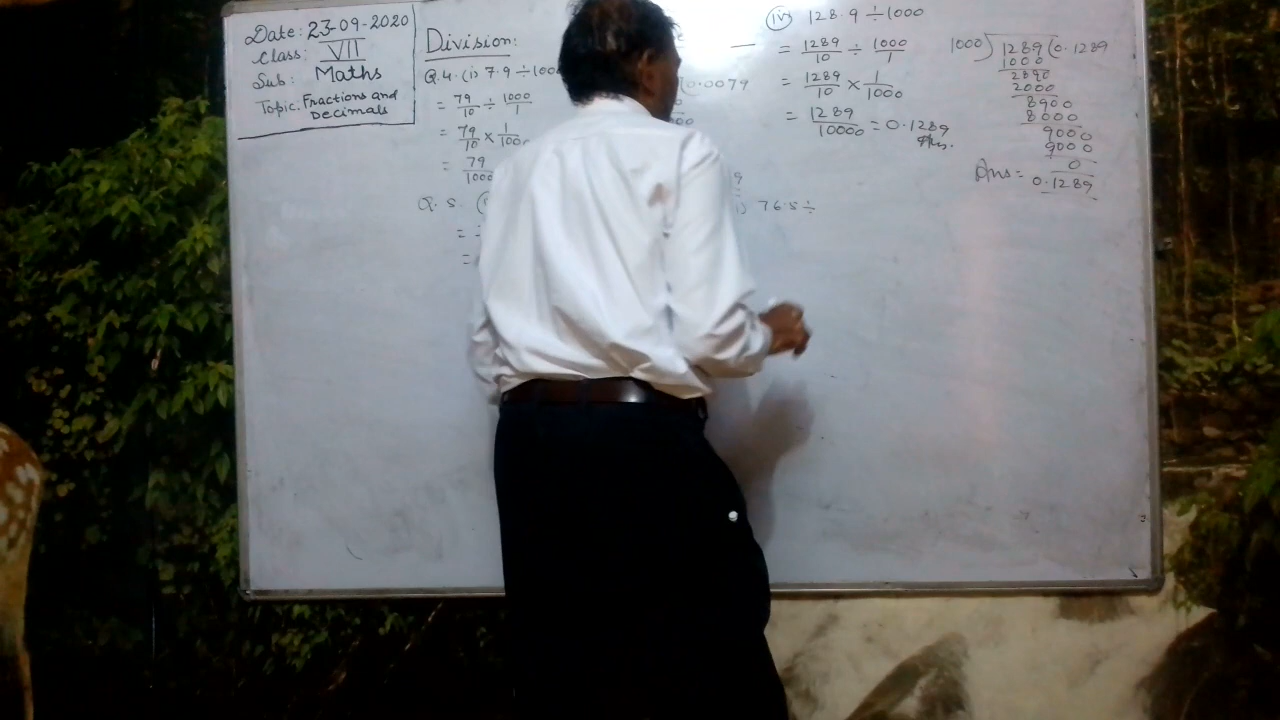 Date: 23-09-2020
Class: VII
Sub: Maths
Topic: Fractions and
Decimals
Division:
Q.4. (i) 7.9 ÷ 100
= 79/10 ÷ 1000/1
= 79/10 × 1/100
= 79/1000
0.0079
Q. 5.
(iv) 128.9 ÷ 1000
= 1289/10 ÷ 1000/1
= 1289/10 × 1/1000
= 1289/10000 = 0.1289
Ans.
76.5 ÷
1000) 1289 (0.1289
1000
2890
2000
8900
8000
9000
9000
0
Ans = 0.1289